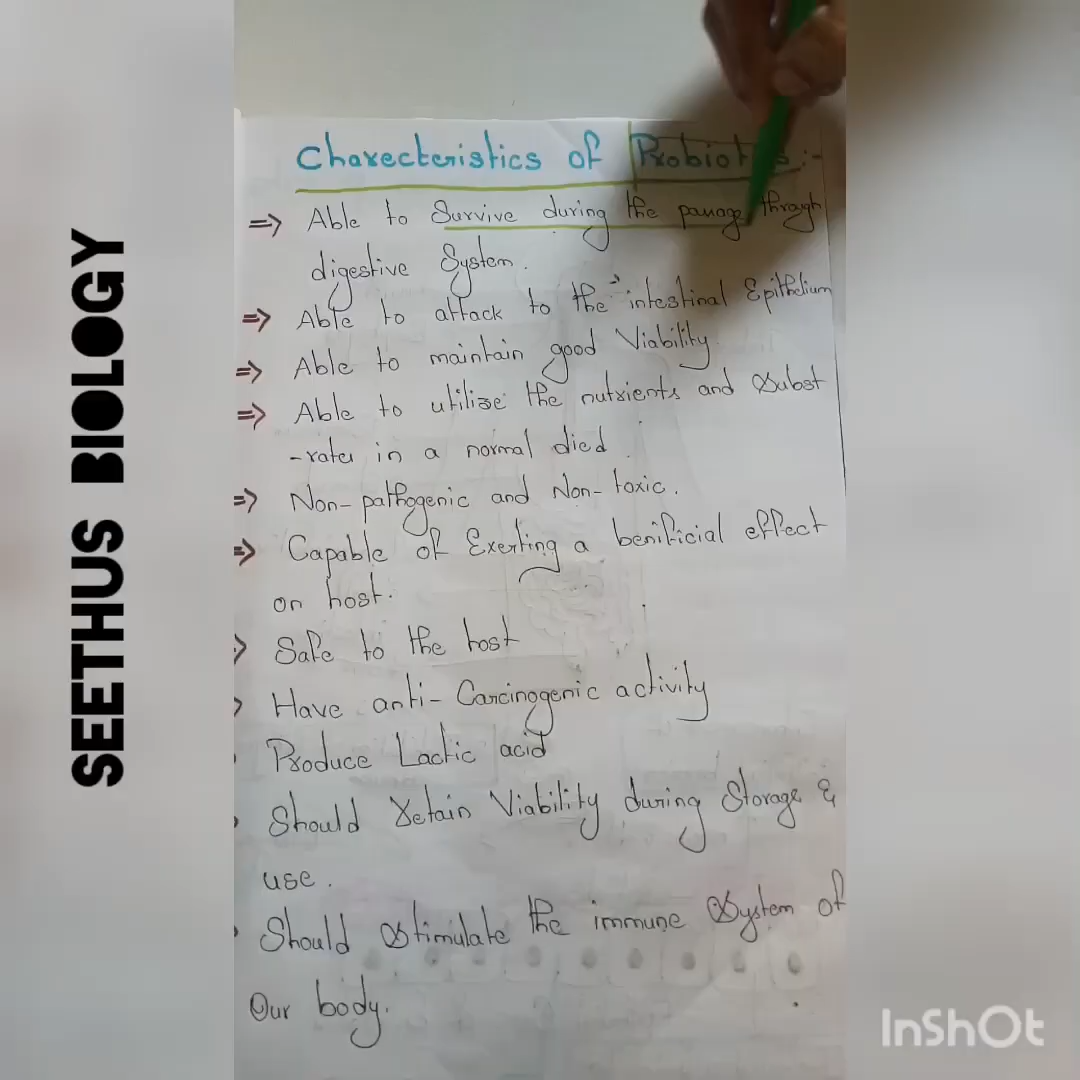 SEETHUS BIOLOGY
Charecteristics of Probiotics:-
=> Able to Survive during the passage through
digestive System.
=> Able to attack to the intestinal Epithelium
=> Able to maintain good Viability
=> Able to utilize the nutrients and Subst
-rates in a normal died.
=> Non-pathogenic and Non-toxic.
=> Capable of Exerting a benificial effect
on host.
> Safe to the host
> Have anti-Carcinogenic activity
Produce Lactic acid
Should retain Viability during Storage &
use.
Should Stimulate the immune System of
Our body.
InShOt